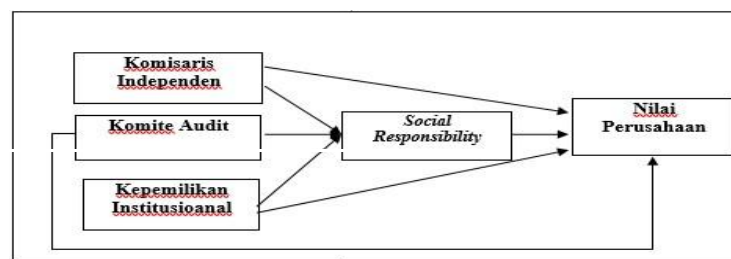 Komisaris
Independen
Komite Audit
Kepemilikan
Institusioanal
Social
Responsibility
Nilai
Perusahaan